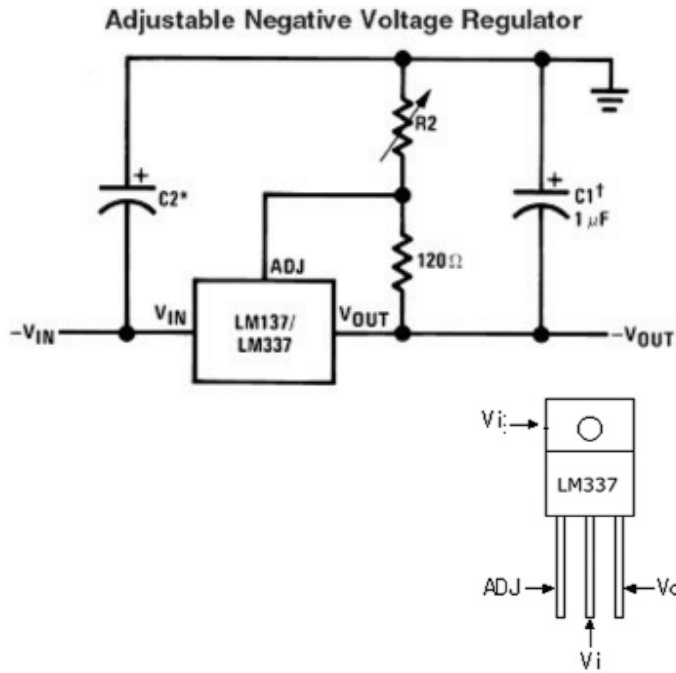 Adjustable Negative Voltage Regulator
R2
C2*
C1†
1 µF
ADJ
120Ω
-VIN
VIN
LM137/
LM337
VOUT
-VOUT
Vi
LM337
ADJ
Vo
Vi